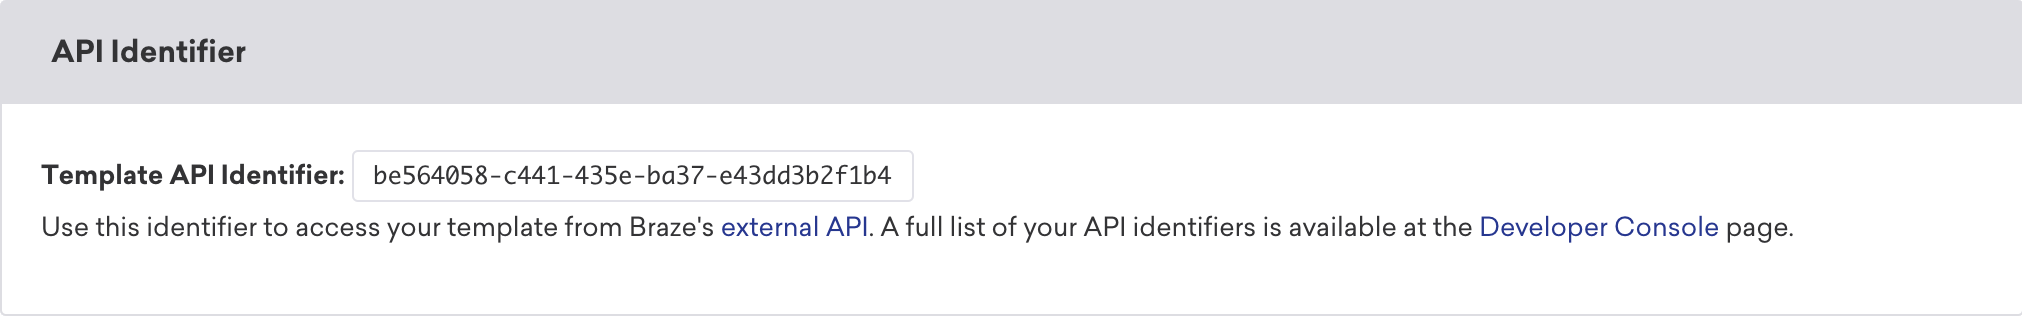 API Identifier
Template API Identifier: be564058-c441-435e-ba37-e43dd3b2f1b4
Use this identifier to access your template from Braze's external API. A full list of your API identifiers is available at the Developer Console page.